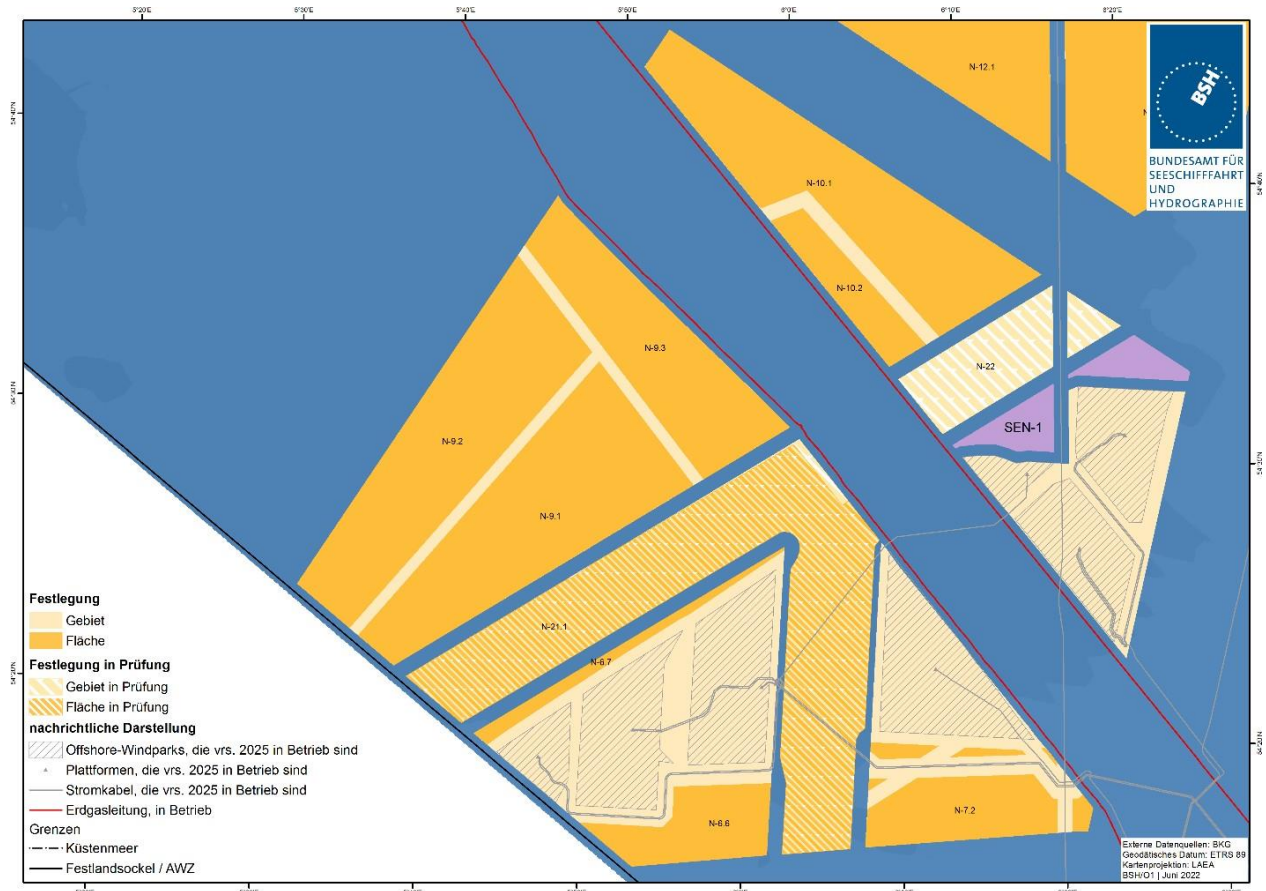 5°20'E
5°40'E
6°0'E
6°10'E
6°20'E
N-12.1
BSH
BUNDESAMT FÜR
SEESCHIFFFAHRT
UND
HYDROGRAPHIE
N-10.1
N-10.2
N-9.3
N-22
SEN-1
N-9.2
N-9.1
N-21.1
N-6.7
N-6.6
N-7.2
Festlegung
Gebiet
Fläche
Festlegung in Prüfung
Gebiet in Prüfung
Fläche in Prüfung
nachrichtliche Darstellung
Offshore-Windparks, die vrs. 2025 in Betrieb sind
Plattformen, die vrs. 2025 in Betrieb sind
Stromkabel, die vrs. 2025 in Betrieb sind
Erdgasleitung, in Betrieb
Grenzen
Küstenmeer
Festlandsockel / AWZ
Externe Datenquellen: BKG
Geodätisches Datum: ETRS 89
Kartenprojektion: LAEA
BSH/O1 | Juni 2022